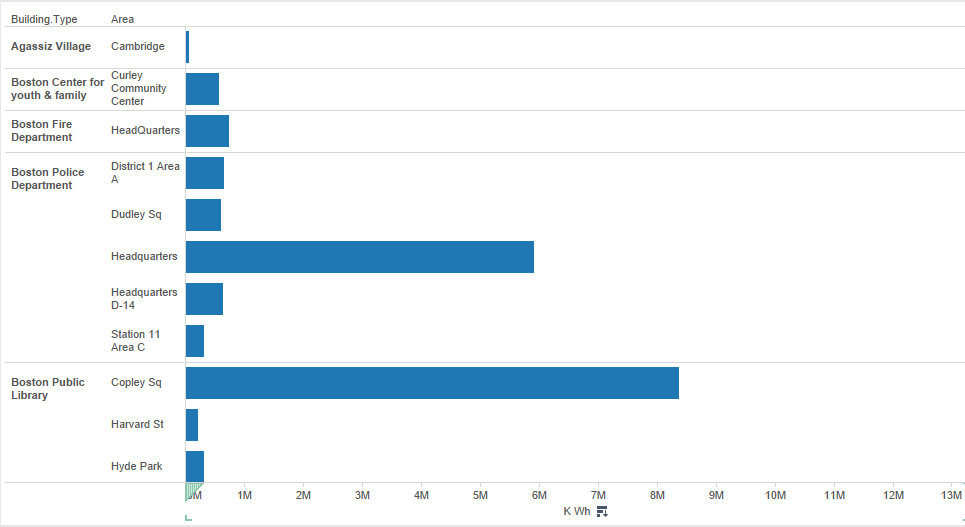 Building.Type Area
Agassiz Village Cambridge
Boston Center for
youth & family
Curley
Community
Center
Boston Fire
Department
HeadQuarters
Boston Police
Department
District 1 Area
A
Dudley Sq
Headquarters
Headquarters
D-14
Station 11
Area C
Boston Public
Library
Copley Sq
Harvard St
Hyde Park
0M 1M 2M 3M 4M 5M 6M 7M 8M 9M 10M 11M 12M 13M
K Wh